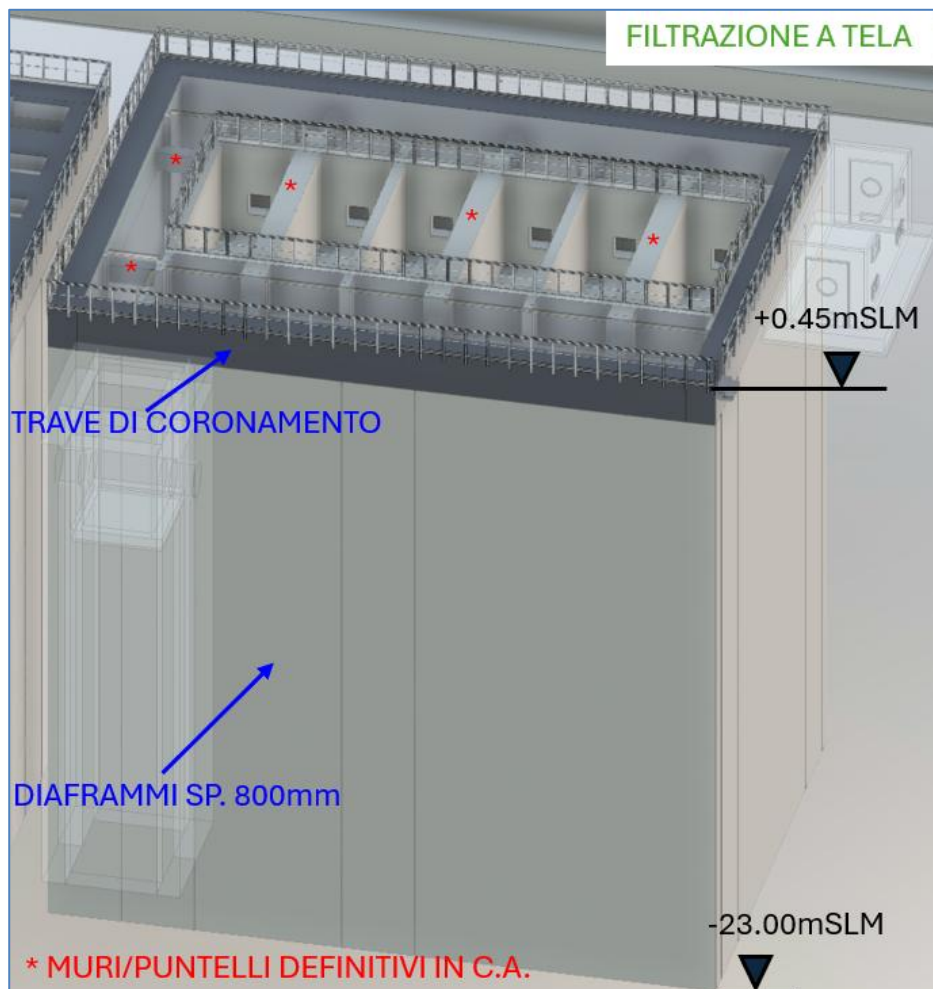 FILTRAZIONE A TELA
*
*
*
*
*
+0.45mSLM
TRAVE DI CORONAMENTO
DIAFRAMMI SP. 800mm
-23.00mSLM
* MURI/PUNTELLI DEFINITIVI IN C.A.